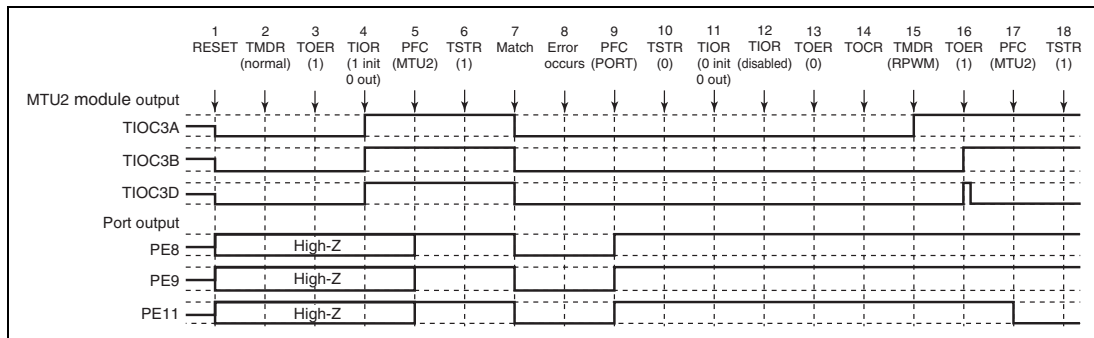 1 2 3 4 5 6 7 8 9 10 11 12 13 14 15 16 17 18
RESET TMDR TOER TIOR PFC TSTR Match Error PFC TSTR TIOR TIOR TOER TOCR TMDR TOER PFC TSTR
(normal) (1) (1 init (MTU2) (1) occurs (PORT) (0) (0 init (disabled) (0) (RPWM) (1) (MTU2) (1)
0 out) 0 out)
MTU2 module output
TIOC3A
TIOC3B
TIOC3D
Port output
PE8 High-Z
PE9 High-Z
PE11 High-Z